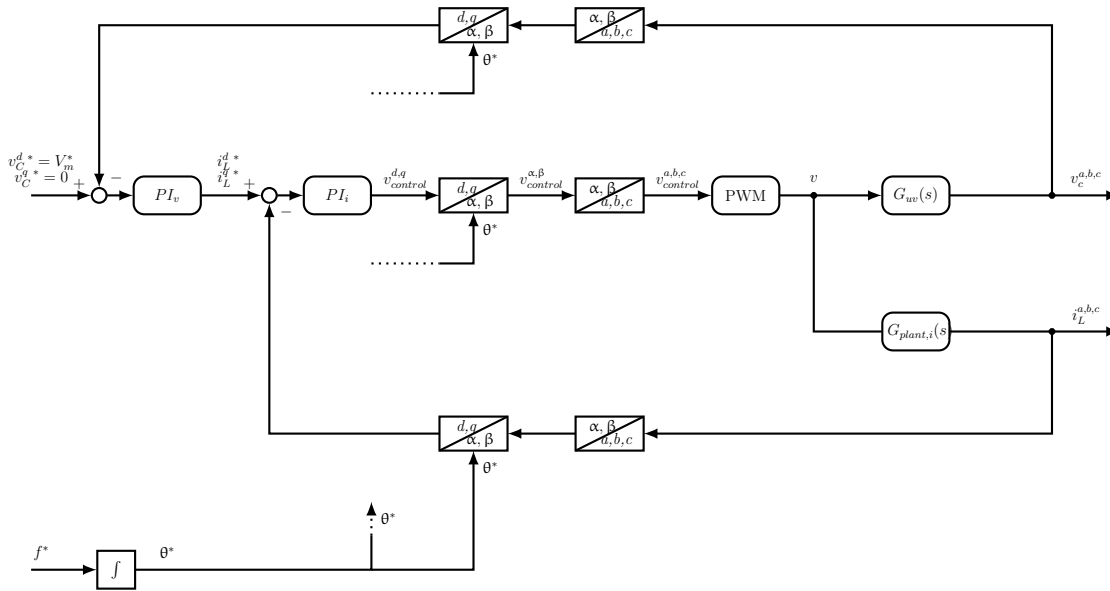 d,q
α, β
α, β
a,b,c
θ*
v_C^{d *} = V_m^*
v_C^{q *} = 0
+
−
PI_v
i_L^{d *}
i_L^{q *}
+
−
PI_i
v_{control}^{d,q}
d,q
α, β
θ*
v_{control}^{α,β}
α, β
a,b,c
v_{control}^{a,b,c}
PWM
v
G_{uv}(s)
v_c^{a,b,c}
G_{plant,i}(s
i_L^{a,b,c}
d,q
α, β
α, β
a,b,c
θ*
θ*
f*
∫
θ*